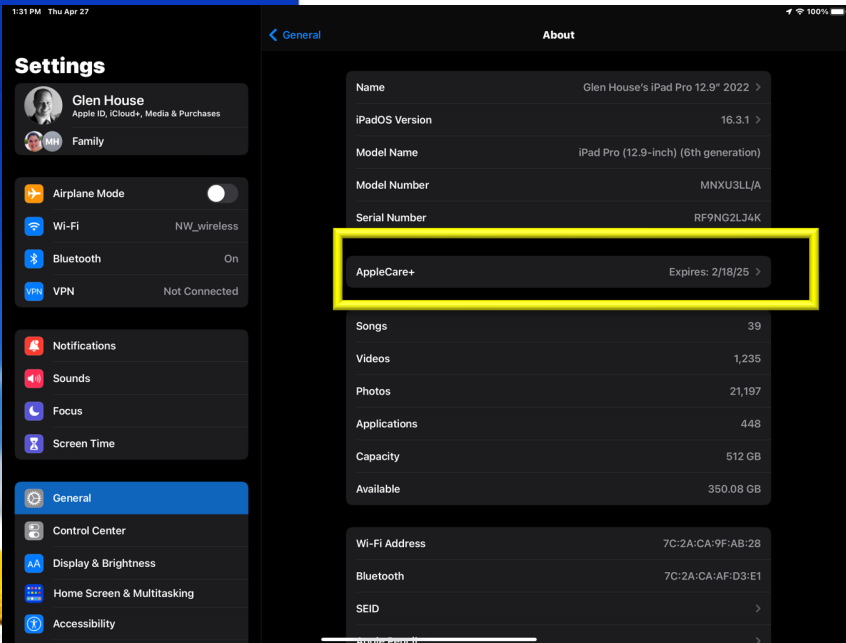 1:31 PM Thu Apr 27
100%
Settings
Glen House
Apple ID, iCloud+, Media & Purchases
MH Family
Airplane Mode
Wi-Fi NW_wireless
Bluetooth On
VPN VPN Not Connected
Notifications
Sounds
Focus
Screen Time
General
Control Center
AA Display & Brightness
Home Screen & Multitasking
Accessibility
General
About
Name Glen House's iPad Pro 12.9" 2022
iPadOS Version 16.3.1
Model Name iPad Pro (12.9-inch) (6th generation)
Model Number MNXU3LL/A
Serial Number RF9NG2LJ4K
AppleCare+ Expires: 2/18/25
Songs 39
Videos 1,235
Photos 21,197
Applications 448
Capacity 512 GB
Available 350.08 GB
Wi-Fi Address 7C:2A:CA:9F:AB:28
Bluetooth 7C:2A:CA:AF:D3:E1
SEID
Apple Pencil